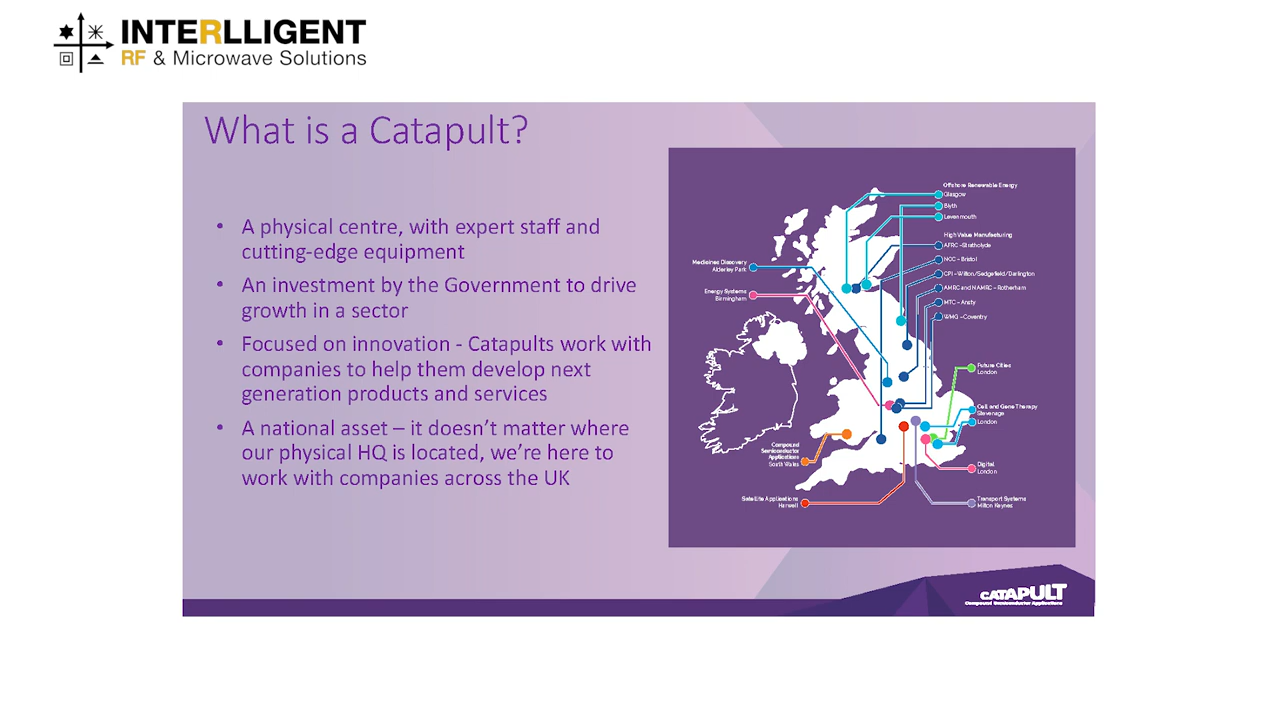 INTERLLIGENT
RF & Microwave Solutions
What is a Catapult?
• A physical centre, with expert staff and
cutting-edge equipment
• An investment by the Government to drive
growth in a sector
• Focused on innovation - Catapults work with
companies to help them develop next
generation products and services
• A national asset – it doesn't matter where
our physical HQ is located, we're here to
work with companies across the UK
Offshore Renewable Energy
Glasgow
Blyth
Levenmouth
High Value Manufacturing
AFRC - Strathclyde
NCC - Bristol
CPI - Wilton/Sedgefield/Darlington
AMRC and NAMRC - Rotherham
MTC - Ansty
WMG - Coventry
Medicines Discovery
Alderley Park
Energy Systems
Birmingham
Future Cities
London
Cell and Gene Therapy
Stevenage
London
Compound
Semiconductor
Applications
South Wales
Digital
London
Satellite Applications
Harwell
Transport Systems
Milton Keynes
CATAPULT
Compound Semiconductor Applications